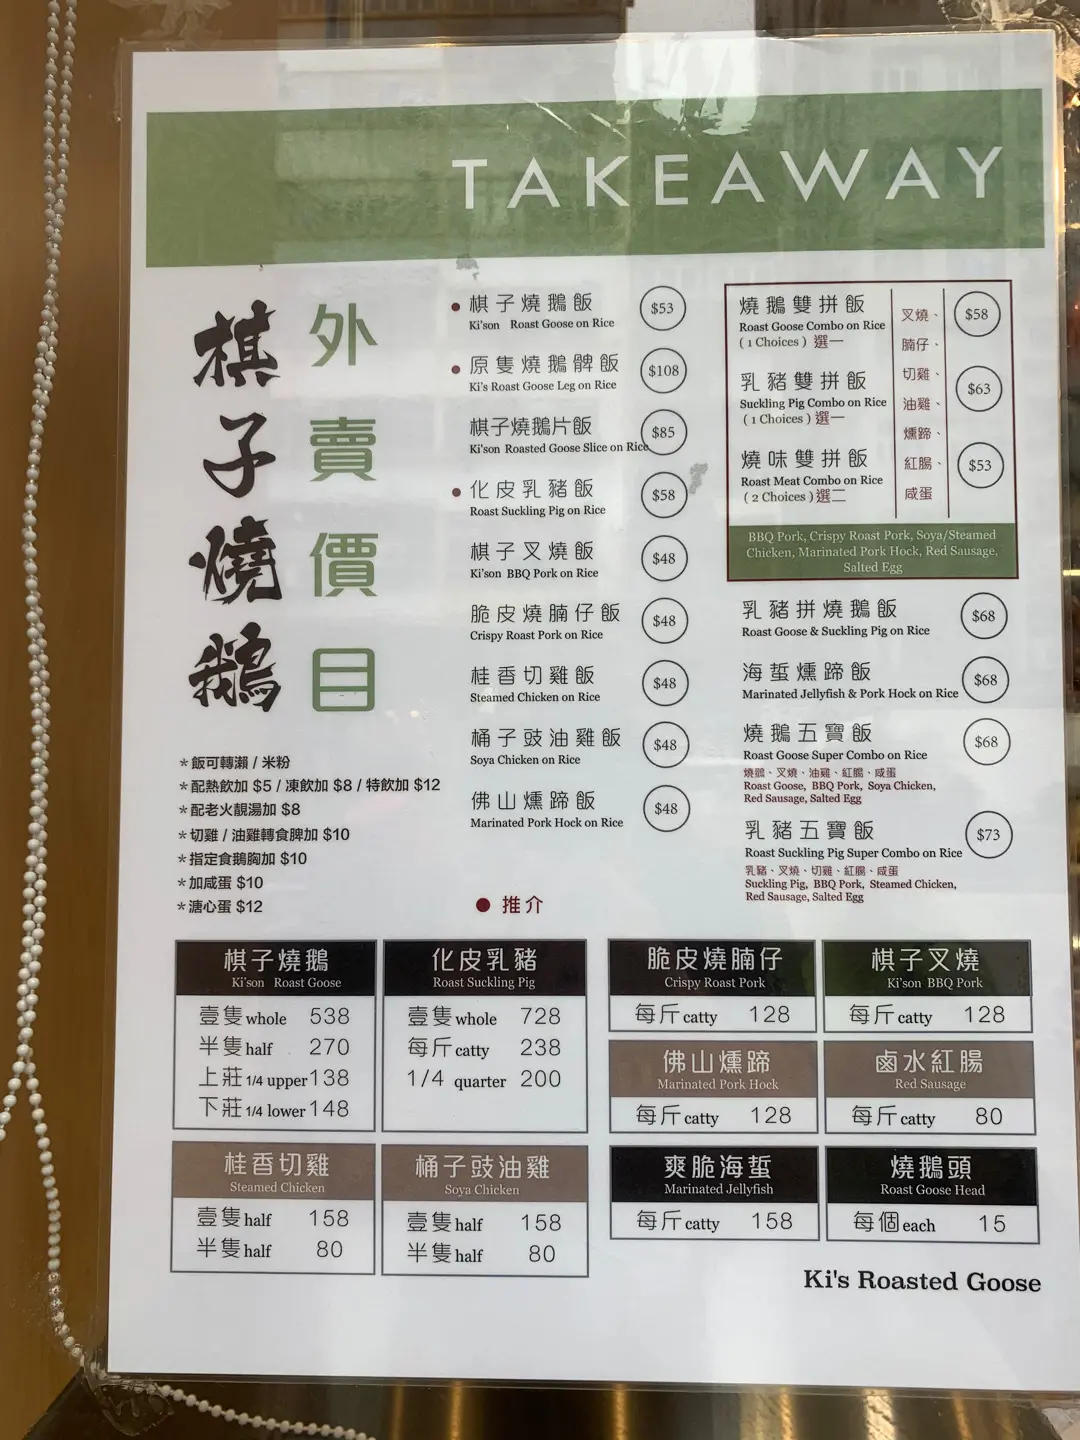 TAKEAWAY
棋子燒鵝
外賣價目
*飯可轉瀨 / 米粉
*配熱飲加 $5 / 凍飲加 $8 / 特飲加 $12
*配老火靚湯加 $8
*切雞 / 油雞轉食脾加 $10
*指定食鵝胸加 $10
*加咸蛋 $10
*溏心蛋 $12
● 棋子燒鵝飯 $53
Ki'son Roast Goose on Rice
● 原隻燒鵝髀飯 $108
Ki's Roast Goose Leg on Rice
棋子燒鵝片飯 $85
Ki'son Roasted Goose Slice on Rice
● 化皮乳豬飯 $58
Roast Suckling Pig on Rice
棋子叉燒飯 $48
Ki'son BBQ Pork on Rice
脆皮燒腩仔飯 $48
Crispy Roast Pork on Rice
桂香切雞飯 $48
Steamed Chicken on Rice
桶子豉油雞飯 $48
Soya Chicken on Rice
佛山燻蹄飯 $48
Marinated Pork Hock on Rice
● 推介
燒鵝雙拼飯 $58
Roast Goose Combo on Rice
( 1 Choices ) 選一
乳豬雙拼飯 $63
Suckling Pig Combo on Rice
( 1 Choices ) 選一
燒味雙拼飯 $53
Roast Meat Combo on Rice
( 2 Choices ) 選二
叉燒、
腩仔、
切雞、
油雞、
燻蹄、
紅腸、
咸蛋
BBQ Pork, Crispy Roast Pork, Soya/Steamed
Chicken, Marinated Pork Hock, Red Sausage,
Salted Egg
乳豬拼燒鵝飯 $68
Roast Goose & Suckling Pig on Rice
海蜇燻蹄飯 $68
Marinated Jellyfish & Pork Hock on Rice
燒鵝五寶飯 $68
Roast Goose Super Combo on Rice
燒鵝、叉燒、油雞、紅腸、咸蛋
Roast Goose, BBQ Pork, Soya Chicken,
Red Sausage, Salted Egg
乳豬五寶飯 $73
Roast Suckling Pig Super Combo on Rice
乳豬、叉燒、切雞、紅腸、咸蛋
Suckling Pig, BBQ Pork, Steamed Chicken,
Red Sausage, Salted Egg
棋子燒鵝
Ki'son Roast Goose
壹隻 whole 538
半隻 half 270
上莊 1/4 upper 138
下莊 1/4 lower 148
化皮乳豬
Roast Suckling Pig
壹隻 whole 728
每斤 catty 238
1/4 quarter 200
脆皮燒腩仔
Crispy Roast Pork
每斤 catty 128
棋子叉燒
Ki'son BBQ Pork
每斤 catty 128
佛山燻蹄
Marinated Pork Hock
每斤 catty 128
鹵水紅腸
Red Sausage
每斤 catty 80
桂香切雞
Steamed Chicken
壹隻 half 158
半隻 half 80
桶子豉油雞
Soya Chicken
壹隻 half 158
半隻 half 80
爽脆海蜇
Marinated Jellyfish
每斤 catty 158
燒鵝頭
Roast Goose Head
每個 each 15
Ki's Roasted Goose